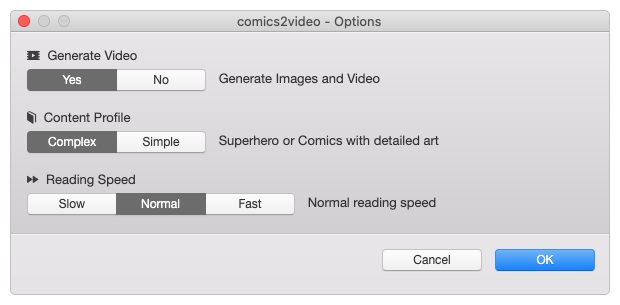 comics2video - Options
Generate Video
Yes No Generate Images and Video
Content Profile
Complex Simple Superhero or Comics with detailed art
Reading Speed
Slow Normal Fast Normal reading speed
Cancel OK